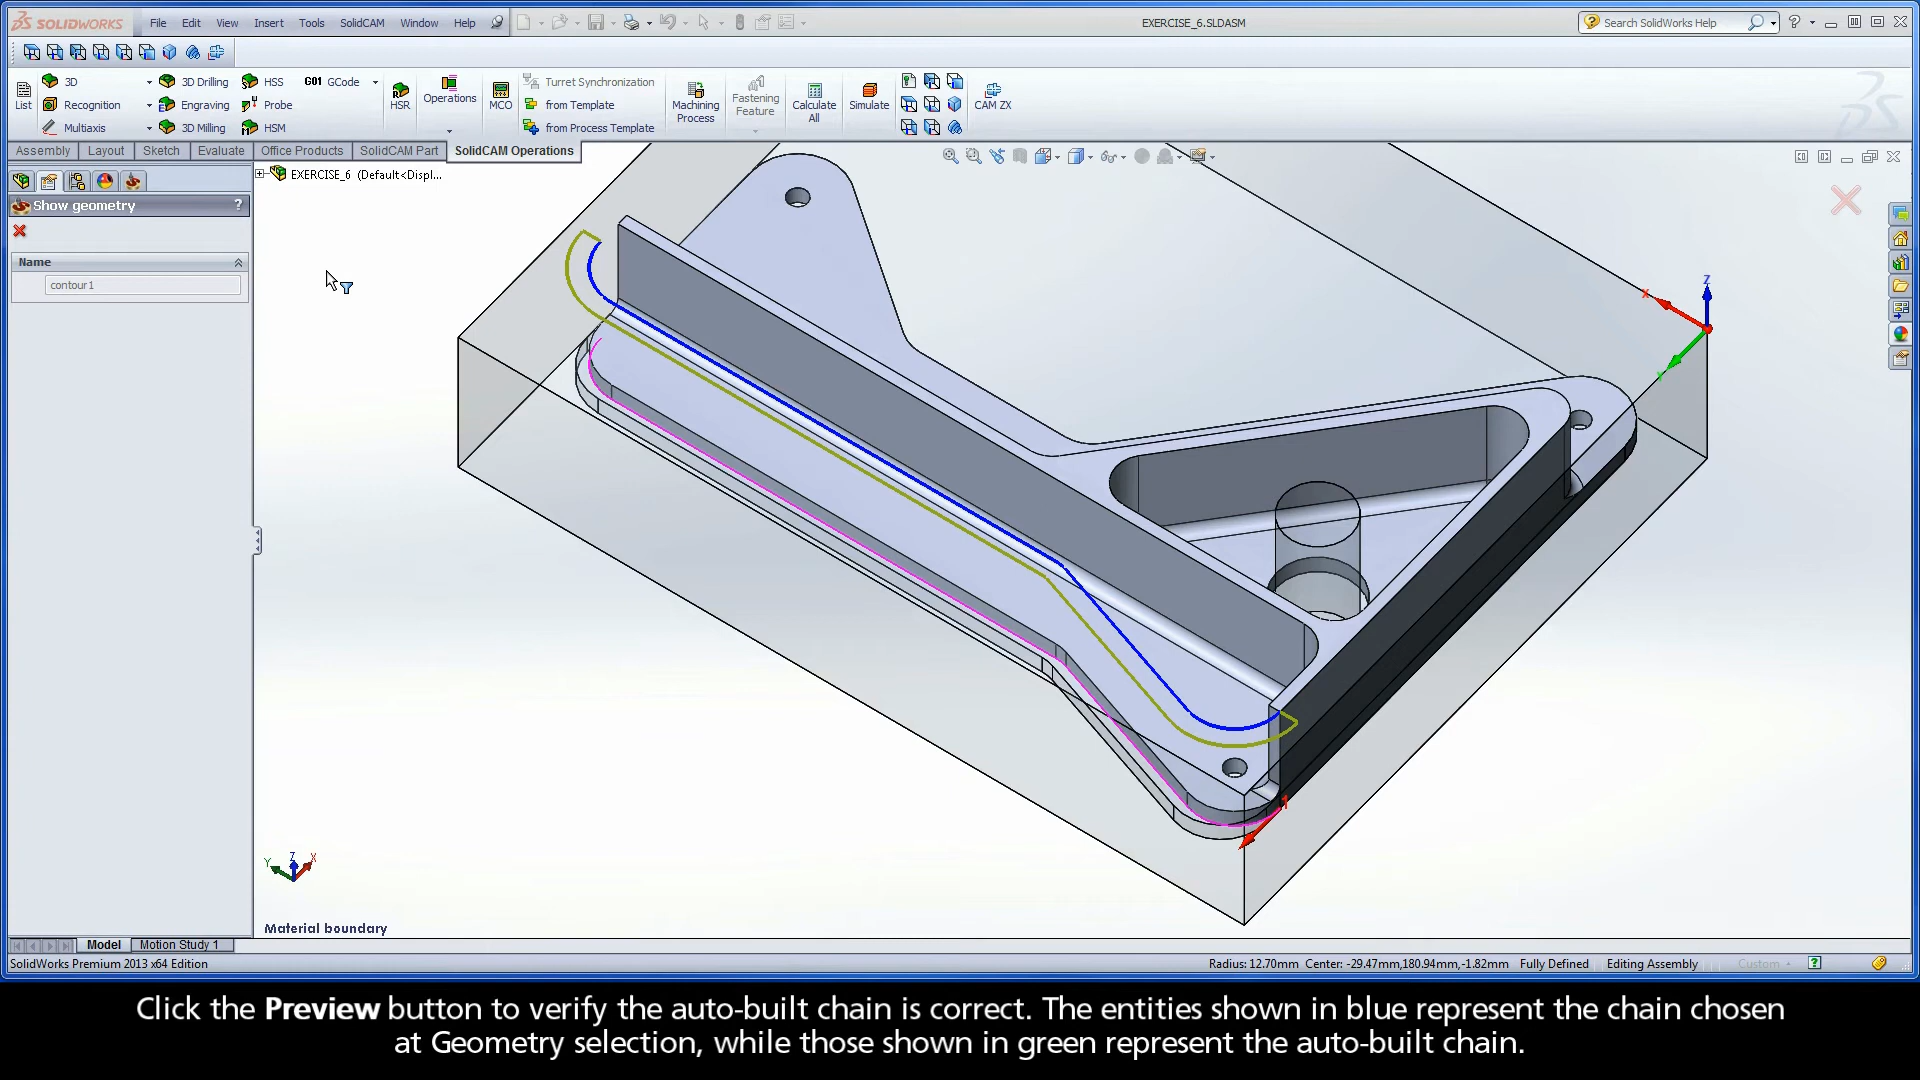 SOLIDWORKS File Edit View Insert Tools SolidCAM Window Help EXERCISE_6.SLDASM Search SolidWorks Help
3D 3D Drilling HSS G01 GCode Turret Synchronization
List Recognition Engraving Probe HSR Operations MCO from Template Machining Process Fastening Feature Calculate All Simulate CAM ZX
Multiaxis 3D Milling HSM from Process Template
Assembly Layout Sketch Evaluate Office Products SolidCAM Part SolidCAM Operations
EXERCISE_6 (Default<Displ...
Show geometry ?
Name
contour1
Z
X
Y
1
Y Z X
Material boundary
Model Motion Study 1
SolidWorks Premium 2013 x64 Edition Radius: 12.70mm Center: -29.47mm,180.94mm,-1.82mm Fully Defined Editing Assembly Custom
Click the Preview button to verify the auto-built chain is correct. The entities shown in blue represent the chain chosen
at Geometry selection, while those shown in green represent the auto-built chain.